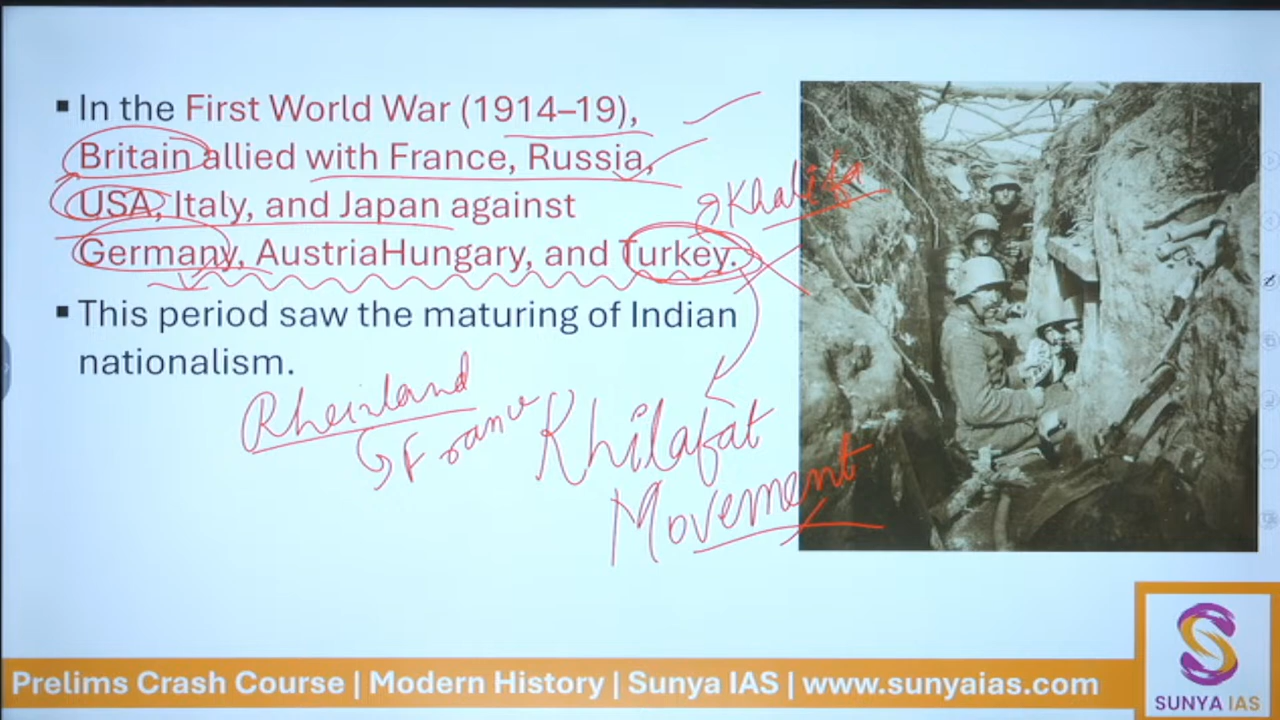 ▪ In the First World War (1914–19),
Britain allied with France, Russia,
USA, Italy, and Japan against
Khalifa
Germany, AustriaHungary, and Turkey.
▪ This period saw the maturing of Indian
nationalism.
Rheinland
France
Khilafat
Movement
SUNYA IAS
Prelims Crash Course | Modern History | Sunya IAS | www.sunyaias.com